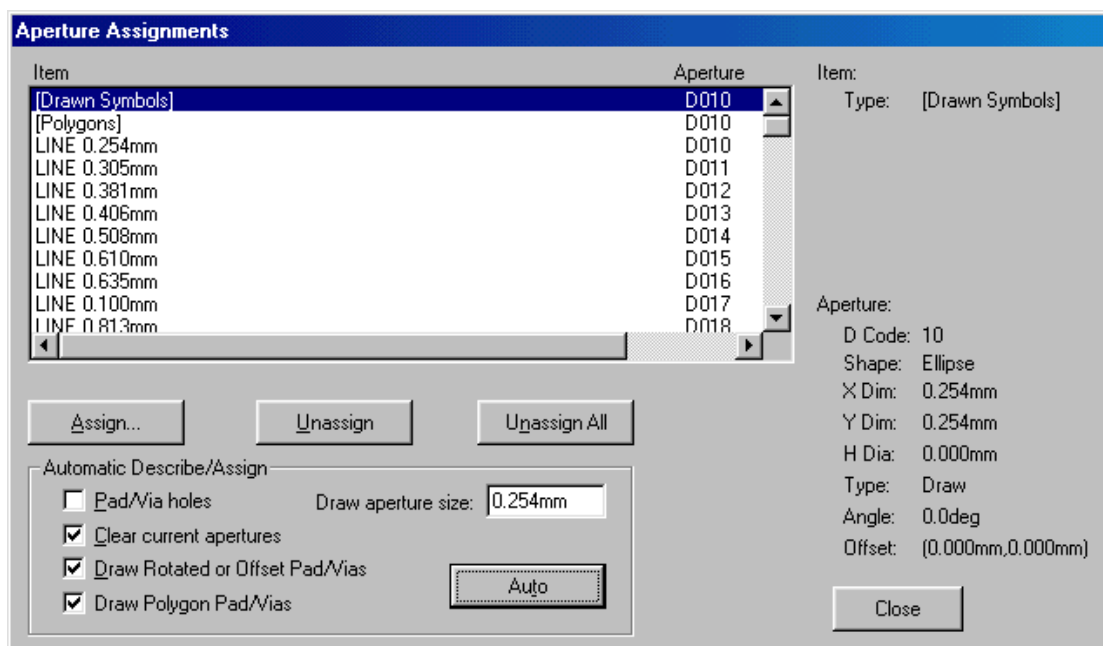 Aperture Assignments
Item Aperture
[Drawn Symbols] D010
[Polygons] D010
LINE 0.254mm D010
LINE 0.305mm D011
LINE 0.381mm D012
LINE 0.406mm D013
LINE 0.508mm D014
LINE 0.610mm D015
LINE 0.635mm D016
LINE 0.100mm D017
LINE 0.813mm D018
Assign... Unassign Unassign All
Automatic Describe/Assign
Pad/Via holes Draw aperture size: 0.254mm
Clear current apertures
Draw Rotated or Offset Pad/Vias
Draw Polygon Pad/Vias
Auto
Item:
Type: [Drawn Symbols]
Aperture:
D Code: 10
Shape: Ellipse
X Dim: 0.254mm
Y Dim: 0.254mm
H Dia: 0.000mm
Type: Draw
Angle: 0.0deg
Offset: (0.000mm,0.000mm)
Close